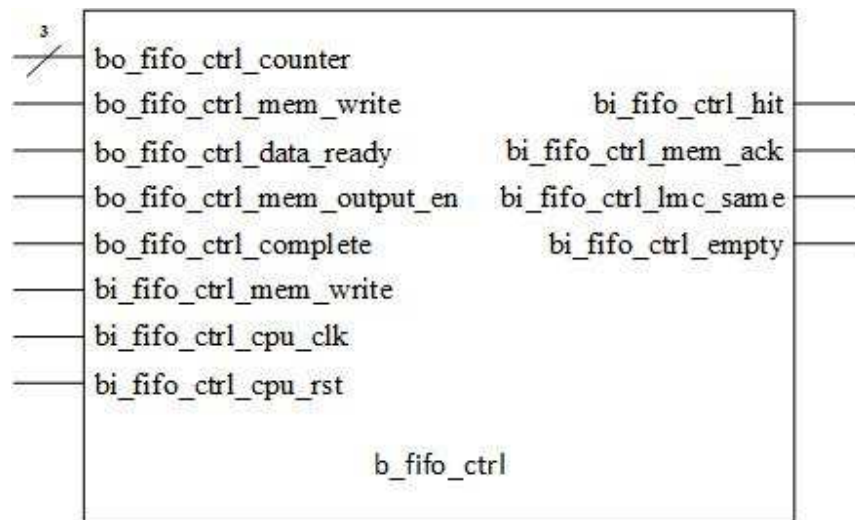 3
bo_fifo_ctrl_counter
bo_fifo_ctrl_mem_write
bi_fifo_ctrl_hit
bo_fifo_ctrl_data_ready
bi_fifo_ctrl_mem_ack
bo_fifo_ctrl_mem_output_en
bi_fifo_ctrl_lmc_same
bo_fifo_ctrl_complete
bi_fifo_ctrl_empty
bi_fifo_ctrl_mem_write
bi_fifo_ctrl_cpu_clk
bi_fifo_ctrl_cpu_rst
b_fifo_ctrl